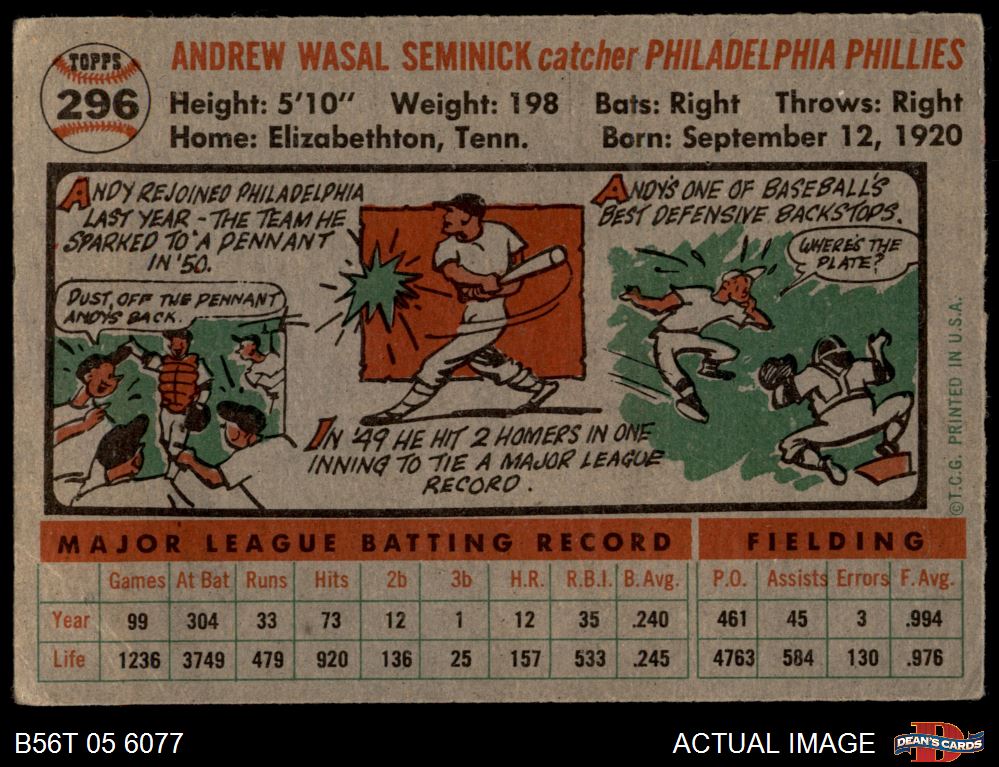 TOPPS
296
ANDREW WASAL SEMINICK catcher PHILADELPHIA PHILLIES
Height: 5'10" Weight: 198 Bats: Right Throws: Right
Home: Elizabethton, Tenn. Born: September 12, 1920
ANDY REJOINED PHILADELPHIA
LAST YEAR - THE TEAM HE
SPARKED TO A PENNANT
IN '50.
DUST OFF THE PENNANT
ANDY'S BACK.
IN '49 HE HIT 2 HOMERS IN ONE
INNING TO TIE A MAJOR LEAGUE
RECORD.
ANDY'S ONE OF BASEBALL'S
BEST DEFENSIVE BACKSTOPS.
WHERE'S THE
PLATE?
©T.C.G. PRINTED IN U.S.A.
MAJOR LEAGUE BATTING RECORD FIELDING
Games At Bat Runs Hits 2b 3b H.R. R.B.I. B.Avg. P.O. Assists Errors F.Avg.
Year 99 304 33 73 12 1 12 35 .240 461 45 3 .994
Life 1236 3749 479 920 136 25 157 533 .245 4763 584 130 .976
B56T 05 6077 ACTUAL IMAGE DEAN'S CARDS